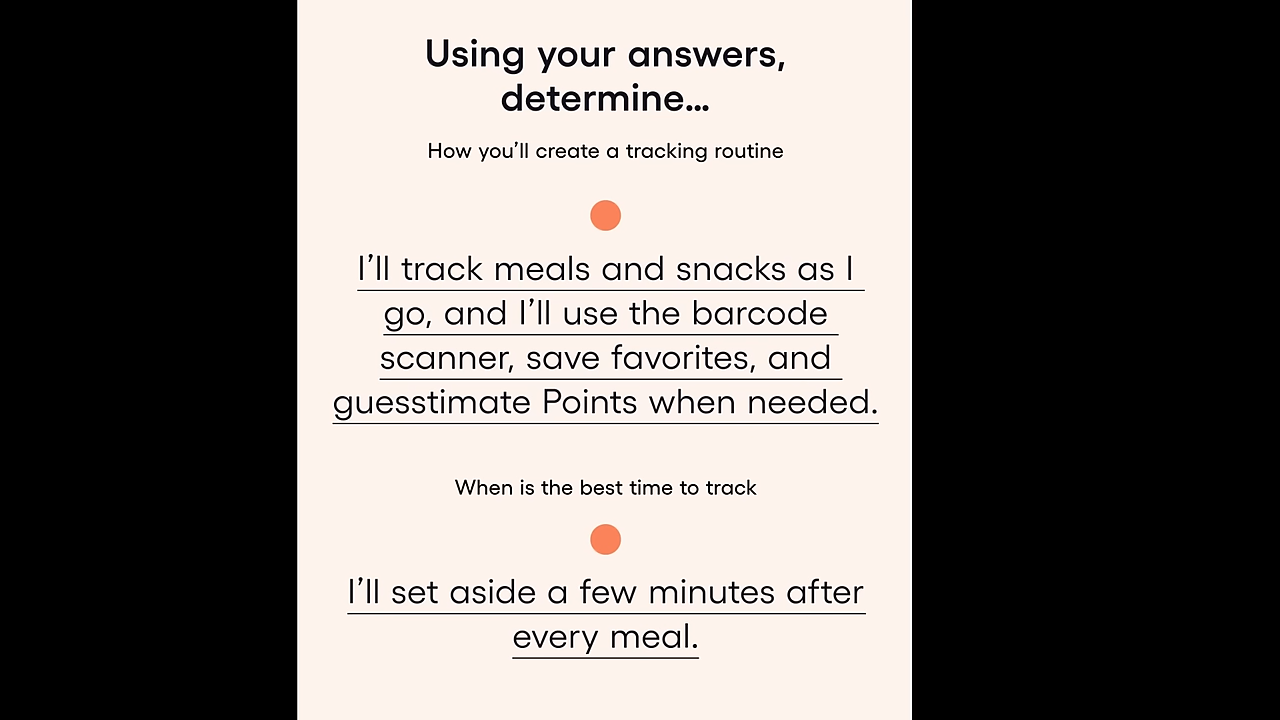 Using your answers,
determine...
How you’ll create a tracking routine
I’ll track meals and snacks as I
go, and I’ll use the barcode
scanner, save favorites, and
guesstimate Points when needed.
When is the best time to track
I’ll set aside a few minutes after
every meal.